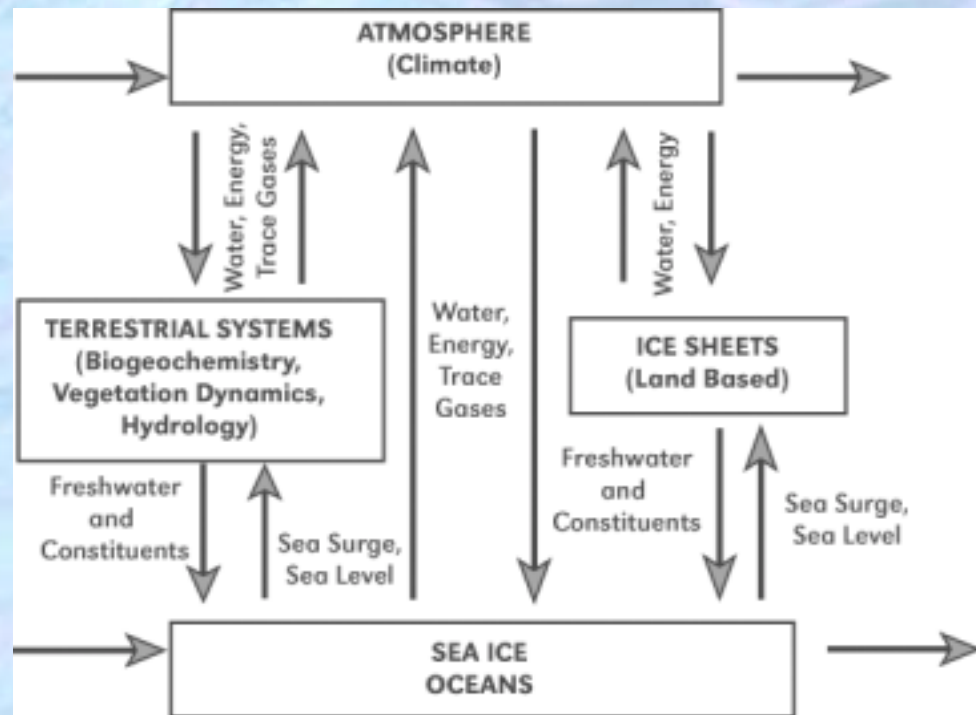 ATMOSPHERE
(Climate)
Water, Energy,
Trace Gases
Water, Energy
TERRESTRIAL SYSTEMS
(Biogeochemistry,
Vegetation Dynamics,
Hydrology)
Water,
Energy,
Trace
Gases
ICE SHEETS
(Land Based)
Freshwater
and
Constituents
Sea Surge,
Sea Level
Freshwater
and
Constituents
Sea Surge,
Sea Level
SEA ICE
OCEANS